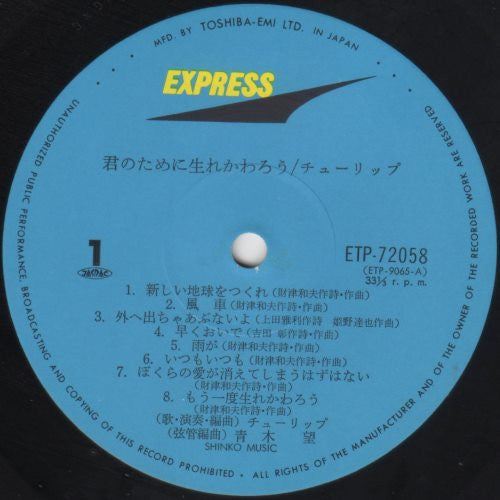 MFD. BY TOSHIBA-EMI LTD. IN JAPAN
EXPRESS
君のために生れかわろう/チューリップ
1
ETP-72058
(ETP-9065-A)
33⅓ r. p. m.
1. 新しい地球をつくれ(財津和夫作詩・作曲)
2. 風 車(財津和夫作詩・作曲)
3. 外へ出ちゃあぶないよ(上田雅利作詩 姫野達也作曲)
4. 早くおいで(吉田 彰作詩・作曲)
5. 雨が(財津和夫作詩・作曲)
6. いつもいつも(財津和夫作詩・作曲)
7. ぼくらの愛が消えてしまうはずはない
(財津和夫作詩・作曲)
8. もう一度生れかわろう
(財津和夫作詩・作曲)
(歌・演奏・編曲) チューリップ
(弦管編曲) 青 木 望
SHINKO MUSIC
UNAUTHORIZED PUBLIC PERFORMANCE, BROADCASTING AND COPYING OF THIS RECORD PROHIBITED • ALL RIGHTS OF THE MANUFACTURER AND OF THE OWNER OF THE RECORDED WORK ARE RESERVED